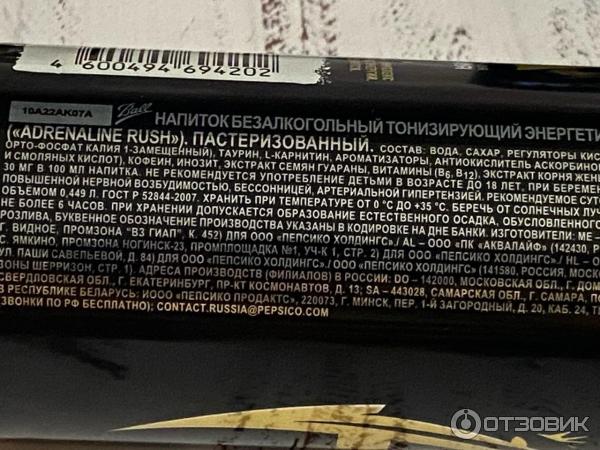 4 600494 694202
10A22AK07A
Ball
НАПИТОК БЕЗАЛКОГОЛЬНЫЙ ТОНИЗИРУЮЩИЙ ЭНЕРГЕТИ
(«ADRENALINE RUSH»). ПАСТЕРИЗОВАННЫЙ. СОСТАВ: ВОДА, САХАР, РЕГУЛЯТОРЫ КИС
ОРТО-ФОСФАТ КАЛИЯ 1-ЗАМЕЩЕННЫЙ), ТАУРИН, L-КАРНИТИН, АРОМАТИЗАТОРЫ, АНТИОКИСЛИТЕЛЬ АСКОРБИНО
И СМОЛЯНЫХ КИСЛОТ), КОФЕИН, ИНОЗИТ, ЭКСТРАКТ СЕМЯН ГУАРАНЫ, ВИТАМИНЫ (B6, B12), ЭКСТРАКТ КОРНЯ ЖЕН
30 МГ В 100 МЛ НАПИТКА. НЕ РЕКОМЕНДУЕТСЯ УПОТРЕБЛЕНИЕ ДЕТЬМИ В ВОЗРАСТЕ ДО 18 ЛЕТ, ПРИ БЕРЕМЕН
ПОВЫШЕННОЙ НЕРВНОЙ ВОЗБУДИМОСТЬЮ, БЕССОННИЦЕЙ, АРТЕРИАЛЬНОЙ ГИПЕРТЕНЗИЕЙ. РЕКОМЕНДУЕМОЕ СУТО
ОБЪЕМОМ 0,449 Л. ГОСТ Р 52844-2007. ХРАНИТЬ ПРИ ТЕМПЕРАТУРЕ ОТ 0 °C ДО +35 °C. БЕРЕЧЬ ОТ СОЛНЕЧНЫХ ЛУЧ
НЕ БОЛЕЕ 6 ЧАСОВ. ПРИ ХРАНЕНИИ ДОПУСКАЕТСЯ ОБРАЗОВАНИЕ ЕСТЕСТВЕННОГО ОСАДКА, ОБУСЛОВЛЕННОГО
РОЗЛИВА, БУКВЕННОЕ ОБОЗНАЧЕНИЕ ПРОИЗВОДСТВА УКАЗАНЫ В КОДИРОВКЕ НА ДНЕ БАНКИ. ИЗГОТОВИТЕЛИ: ME –
Г. ВИДНОЕ, ПРОМЗОНА "ВЗ ГИАП", К. 452) ДЛЯ ООО «ПЕПСИКО ХОЛДИНГС»./ AL – ООО «ПК «АКВАЛАЙФ» (142430, Р
С. ЯМКИНО, ПРОМЗОНА НОГИНСК-23, ПРОМПЛОЩАДКА №1, УЧ-К 1, СТР. 2) ДЛЯ ООО «ПЕПСИКО ХОЛДИНГС»./ HL – О
УЛ. ПАШИ САВЕЛЬЕВОЙ, Д. 84) ДЛЯ ООО «ПЕПСИКО ХОЛДИНГС»./ ООО «ПЕПСИКО ХОЛДИНГС» (141580, РОССИЯ, МОСК
ЗОНЫ ШЕРРИЗОН, СТР. 1). АДРЕСА ПРОИЗВОДСТВ (ФИЛИАЛОВ) В РОССИИ: DO – 142000, МОСКОВСКАЯ ОБЛ., Г. ДОМ
СВЕРДЛОВСКАЯ ОБЛ., Г. ЕКАТЕРИНБУРГ, ПР-КТ КОСМОНАВТОВ, Д. 13; SA – 443028, САМАРСКАЯ ОБЛ., Г. САМАРА, ПО
В РЕСПУБЛИКЕ БЕЛАРУСЬ: ИООО «ПЕПСИКО ПРОДАКТС», 220073, Г. МИНСК, ПЕР. 1-Й ЗАГОРОДНЫЙ, Д. 20, КАБ. 24, ТЕ
ЗВОНКИ ПО РФ БЕСПЛАТНО); CONTACT.RUSSIA@PEPSICO.COM
ОТЗОВИК